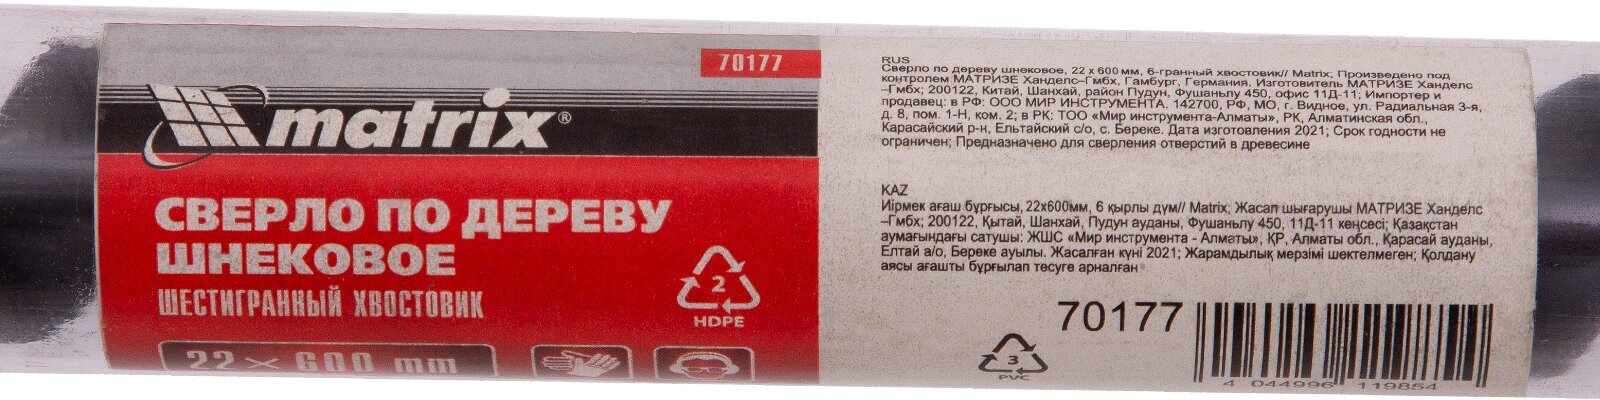 70177
matrix®
СВЕРЛО ПО ДЕРЕВУ
ШНЕКОВОЕ
ШЕСТИГРАННЫЙ ХВОСТОВИК
22 × 600 mm
2
HDPE
RUS
Сверло по дереву шнековое, 22 х 600 мм, 6-гранный хвостовик// Matrix; Произведено под
контролем МАТРИЗЕ Ханделс–Гмбх, Гамбург, Германия. Изготовитель МАТРИЗЕ Ханделс
–Гмбх; 200122, Китай, Шанхай, район Пудун, Фушаньлу 450, офис 11Д-11; Импортер и
продавец: в РФ: ООО МИР ИНСТРУМЕНТА. 142700, РФ, МО, г. Видное, ул. Радиальная 3-я,
д. 8, пом. 1-Н, ком. 2; в РК: ТОО «Мир инструмента-Алматы», РК, Алматинская обл.,
Карасайский р-н, Ельтайский с/о, с. Береке. Дата изготовления 2021; Срок годности не
ограничен; Предназначено для сверления отверстий в древесине
KAZ
Иірмек ағаш бұрғысы, 22х600мм, 6 қырлы дүм// Matrix, Жасап шығарушы МАТРИЗЕ Ханделс
–Гмбх; 200122, Қытай, Шанхай, Пудун ауданы, Фушаньлу 450, 11Д-11 кеңсесі; Қазақстан
аумағындағы сатушы: ЖШС «Мир инструмента - Алматы», ҚР, Алматы обл., Қарасай ауданы,
Елтай а/о, Береке ауылы. Жасалған күні 2021; Жарамдылық мерзімі шектелмеген; Қолдану
аясы ағашты бұрғылап тесуге арналған
70177
3
PVC
4 044996 119854